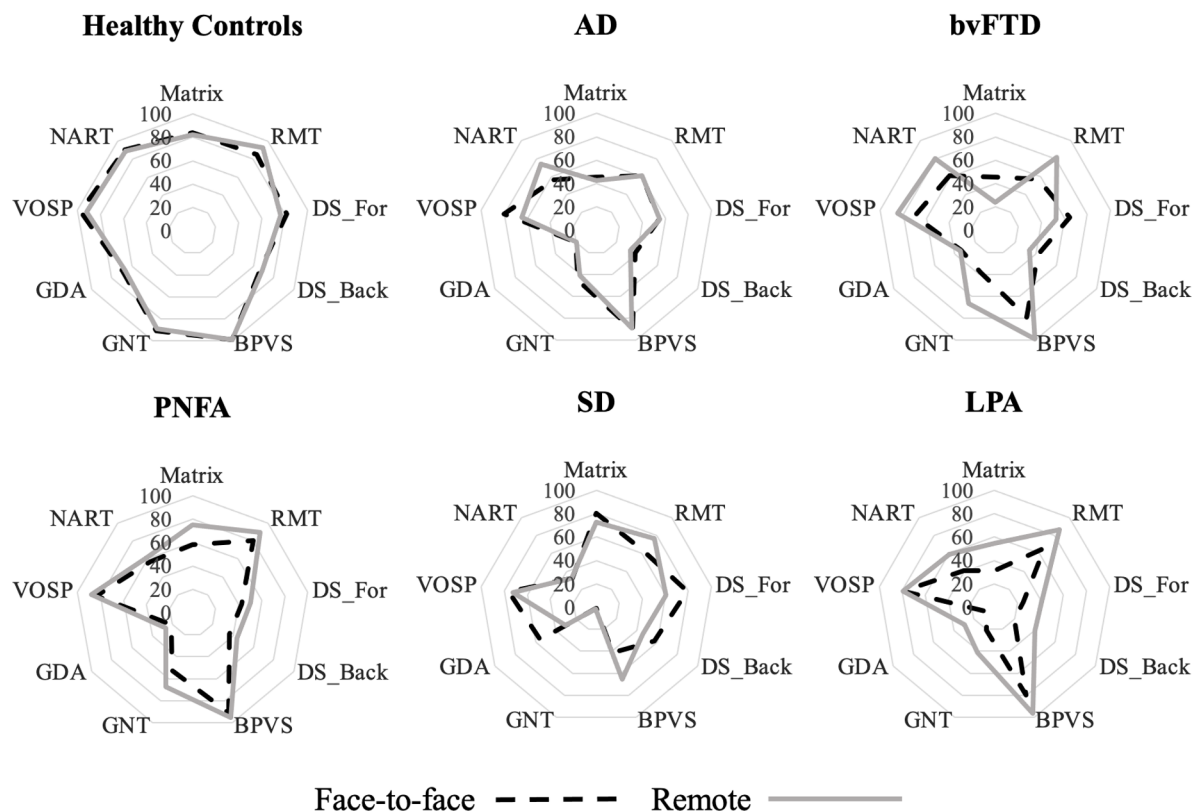 Healthy Controls
AD
bvFTD
Matrix
RMT
DS_For
DS_Back
BPVS
GNT
GDA
VOSP
NART
100
80
60
40
20
0
Matrix
RMT
DS_For
DS_Back
BPVS
GNT
GDA
VOSP
NART
100
80
60
40
20
0
Matrix
RMT
DS_For
DS_Back
BPVS
GNT
GDA
VOSP
NART
100
80
60
40
20
0
PNFA
SD
LPA
Matrix
RMT
DS_For
DS_Back
BPVS
GNT
GDA
VOSP
NART
100
80
60
40
20
0
Matrix
RMT
DS_For
DS_Back
BPVS
GNT
GDA
VOSP
NART
100
80
60
40
20
0
Matrix
RMT
DS_For
DS_Back
BPVS
GNT
GDA
VOSP
NART
100
80
60
40
20
0
Face-to-face
Remote